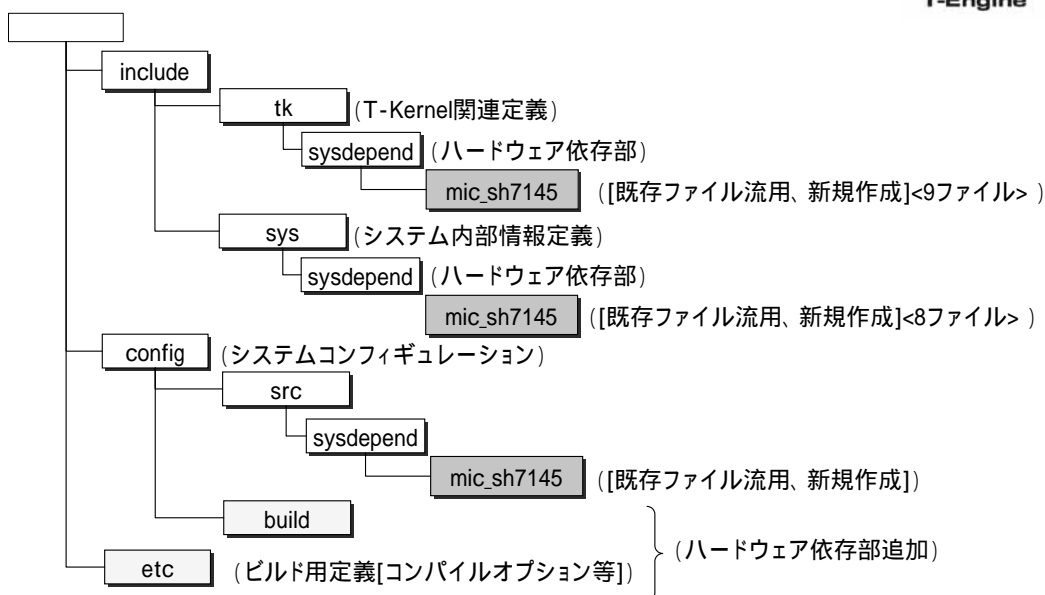 T-Engine
include
tk (T-Kernel関連定義)
sysdepend (ハードウェア依存部)
mic_sh7145 ([既存ファイル流用、新規作成]<9ファイル> )
sys (システム内部情報定義)
sysdepend (ハードウェア依存部)
mic_sh7145 ([既存ファイル流用、新規作成]<8ファイル> )
config (システムコンフィギュレーション)
src
sysdepend
mic_sh7145 ([既存ファイル流用、新規作成])
build
(ハードウェア依存部追加)
etc (ビルド用定義[コンパイルオプション等])